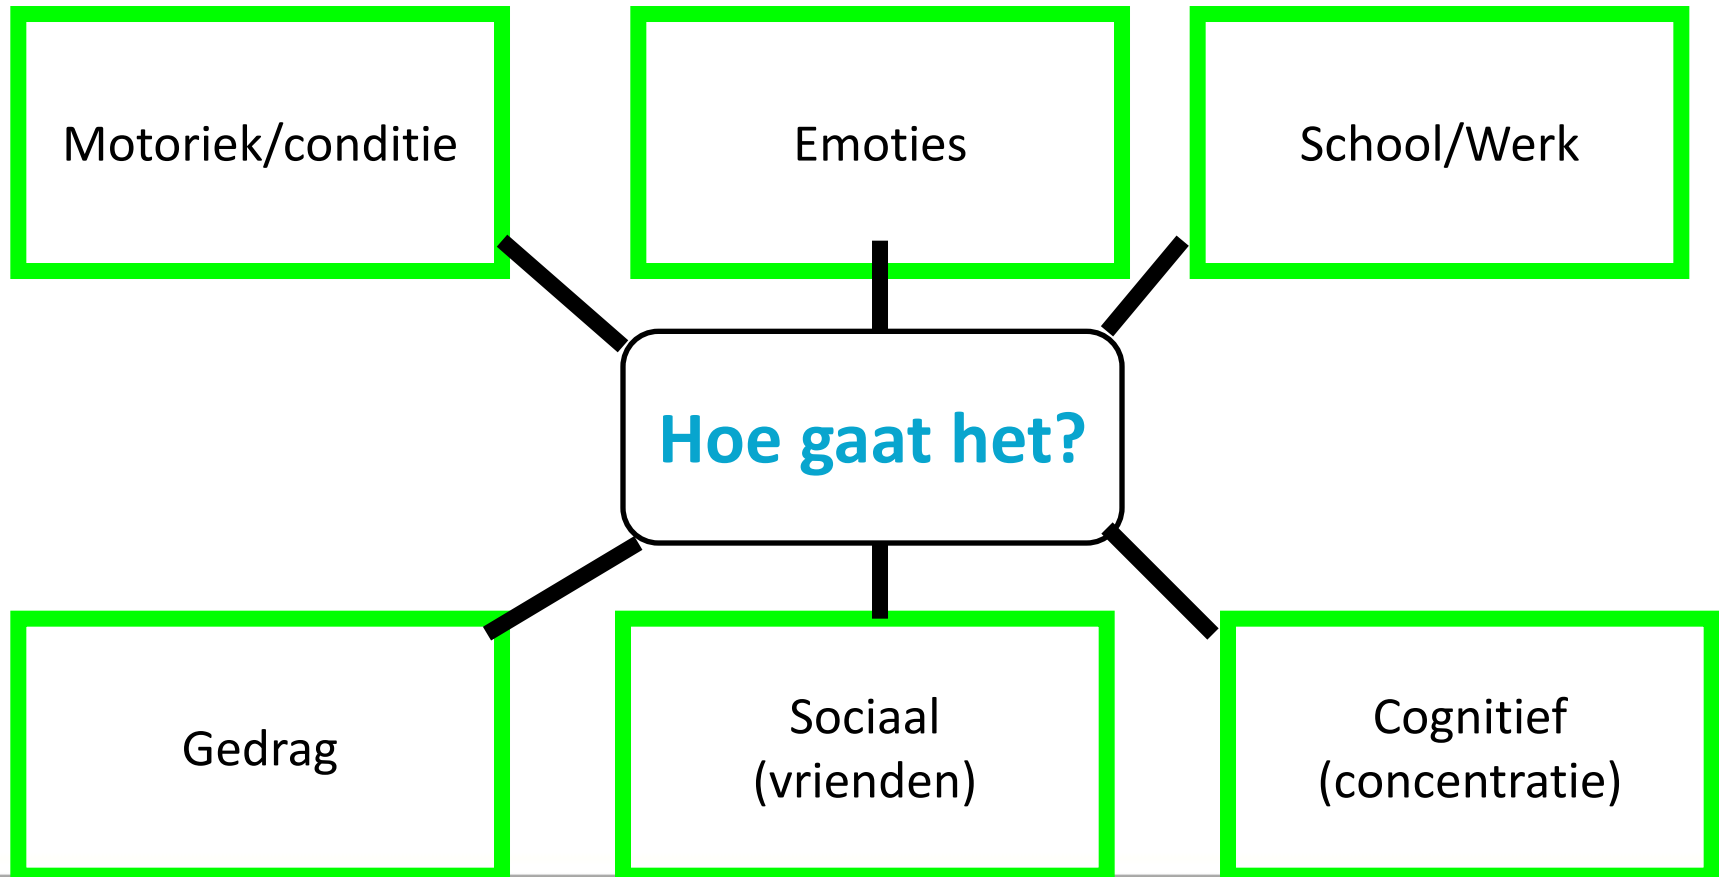 Motoriek/conditie
Emoties
School/Werk
Hoe gaat het?
Gedrag
Sociaal
(vrienden)
Cognitief
(concentratie)